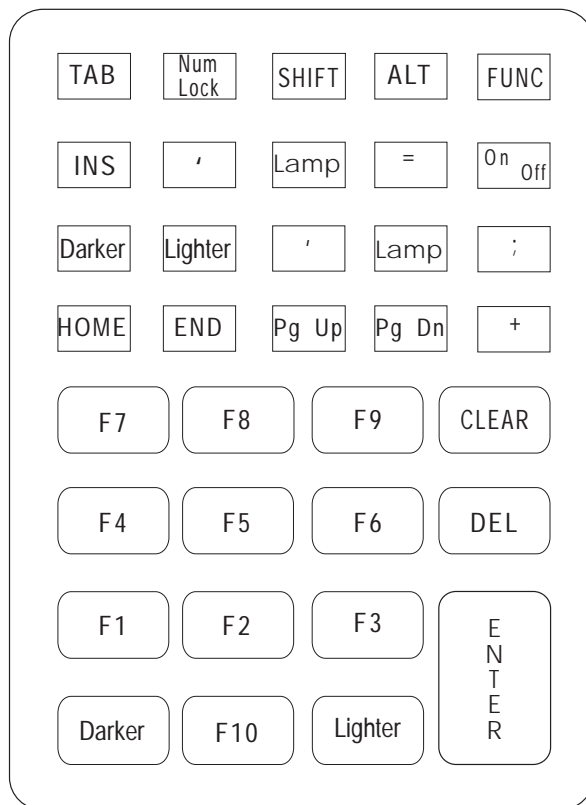 TAB Num Lock SHIFT ALT FUNC
INS ‘ Lamp = On Off
Darker Lighter ' Lamp ;
HOME END Pg Up Pg Dn +
F7 F8 F9 CLEAR
F4 F5 F6 DEL
F1 F2 F3 ENTER
Darker F10 Lighter